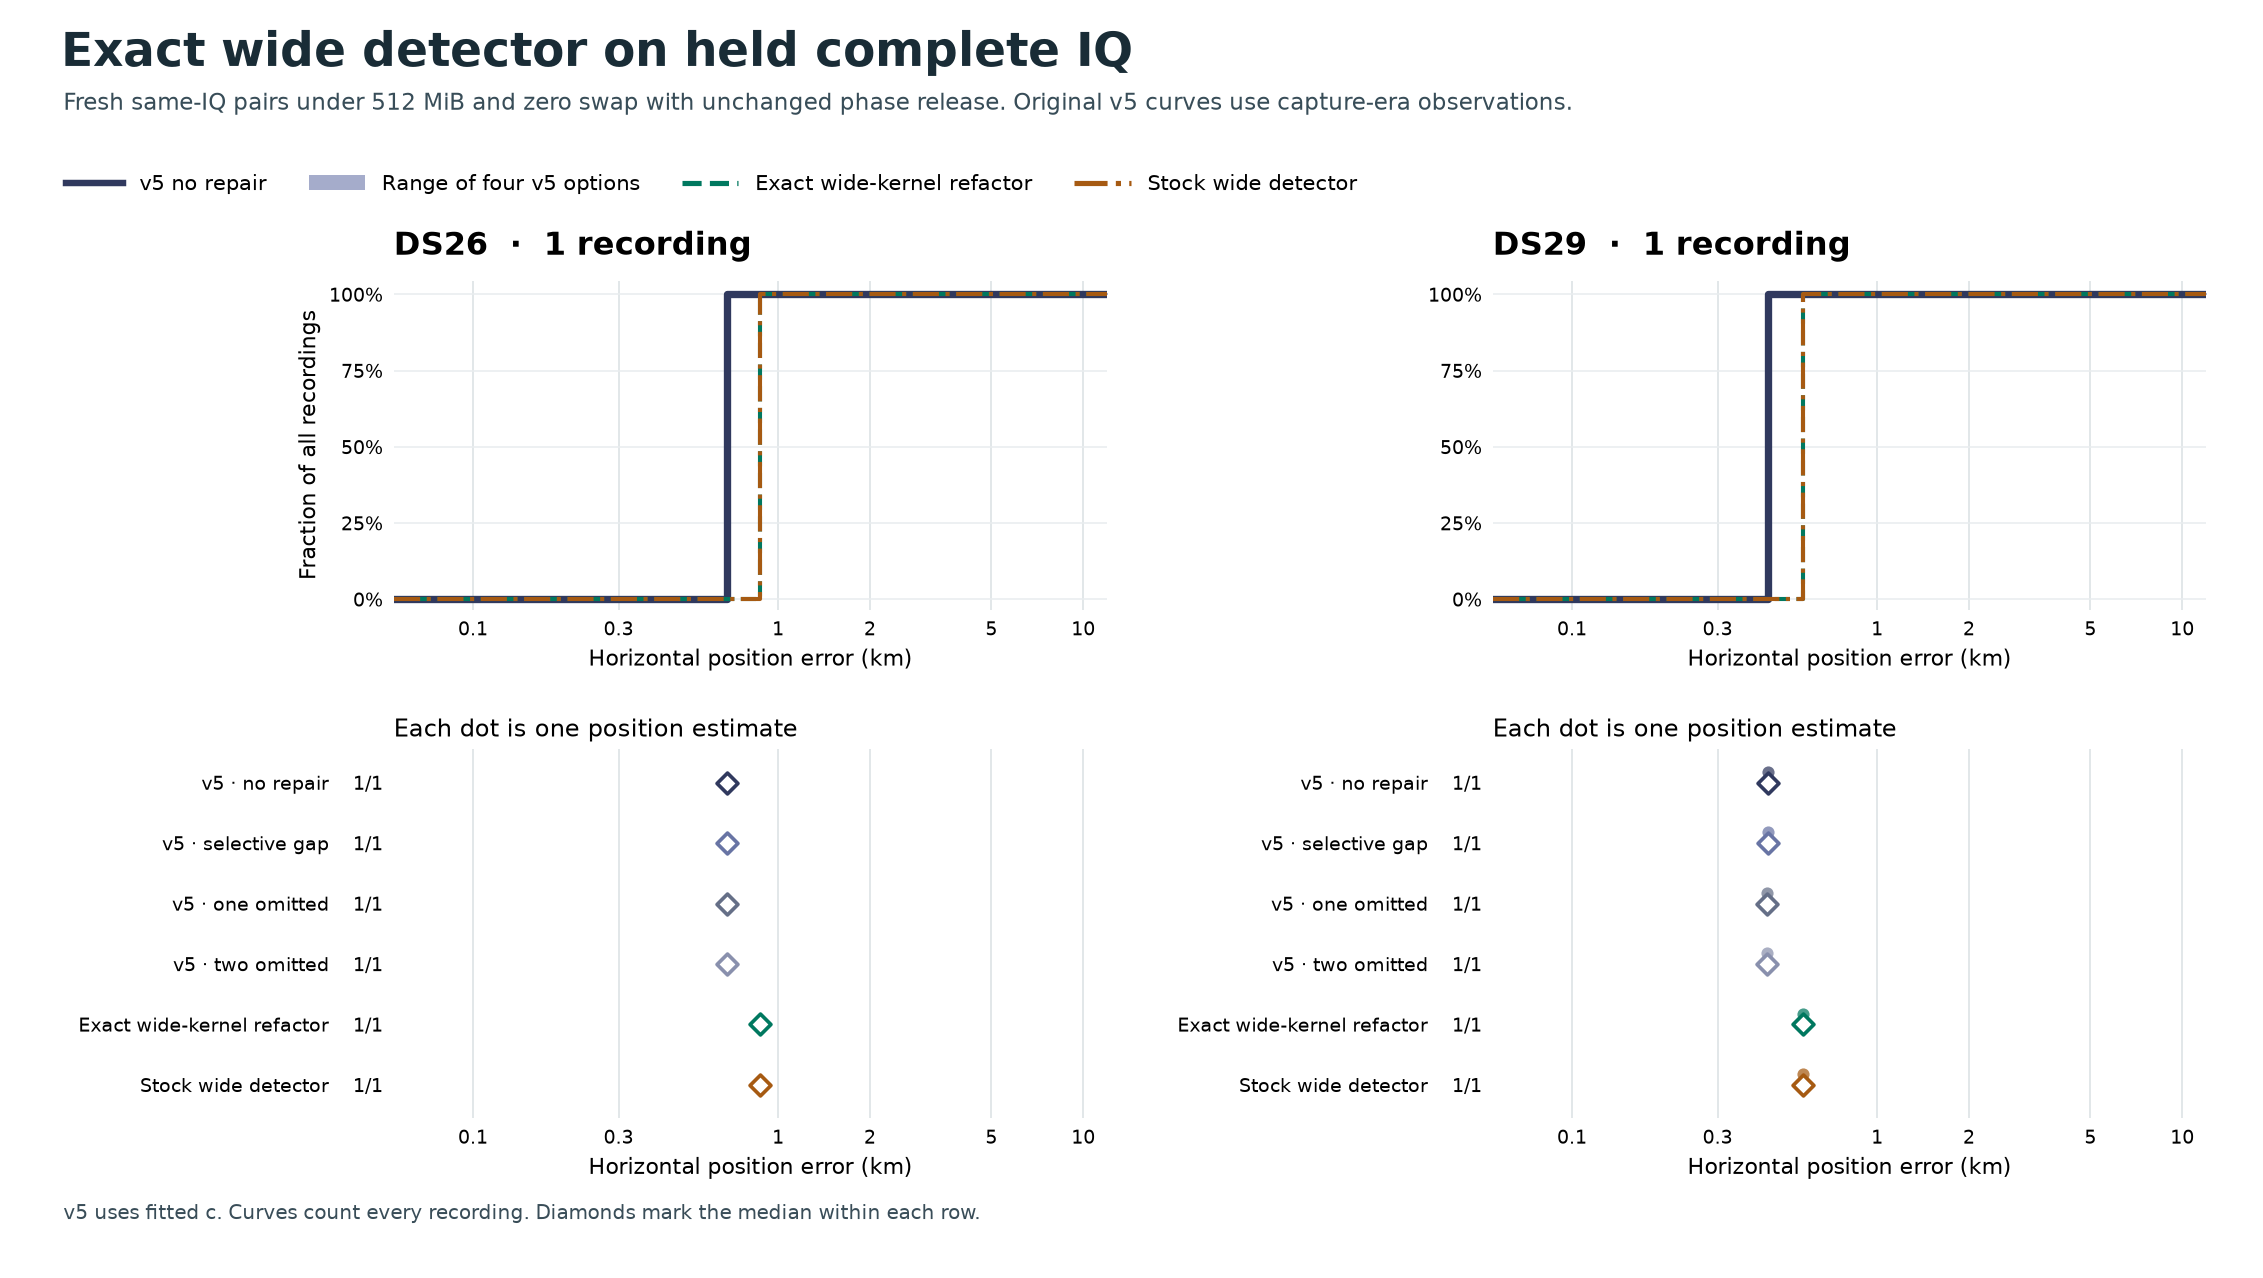 Exact wide detector on held complete IQ
Fresh same-IQ pairs under 512 MiB and zero swap with unchanged phase release. Original v5 curves use capture-era observations.
v5 no repair
Range of four v5 options
Exact wide-kernel refactor
Stock wide detector
DS26 · 1 recording
Fraction of all recordings
100%
75%
50%
25%
0%
0.1 0.3 1 2 5 10
Horizontal position error (km)
DS29 · 1 recording
100%
75%
50%
25%
0%
0.1 0.3 1 2 5 10
Horizontal position error (km)
Each dot is one position estimate
v5 · no repair 1/1
v5 · selective gap 1/1
v5 · one omitted 1/1
v5 · two omitted 1/1
Exact wide-kernel refactor 1/1
Stock wide detector 1/1
0.1 0.3 1 2 5 10
Horizontal position error (km)
Each dot is one position estimate
v5 · no repair 1/1
v5 · selective gap 1/1
v5 · one omitted 1/1
v5 · two omitted 1/1
Exact wide-kernel refactor 1/1
Stock wide detector 1/1
0.1 0.3 1 2 5 10
Horizontal position error (km)
v5 uses fitted c. Curves count every recording. Diamonds mark the median within each row.